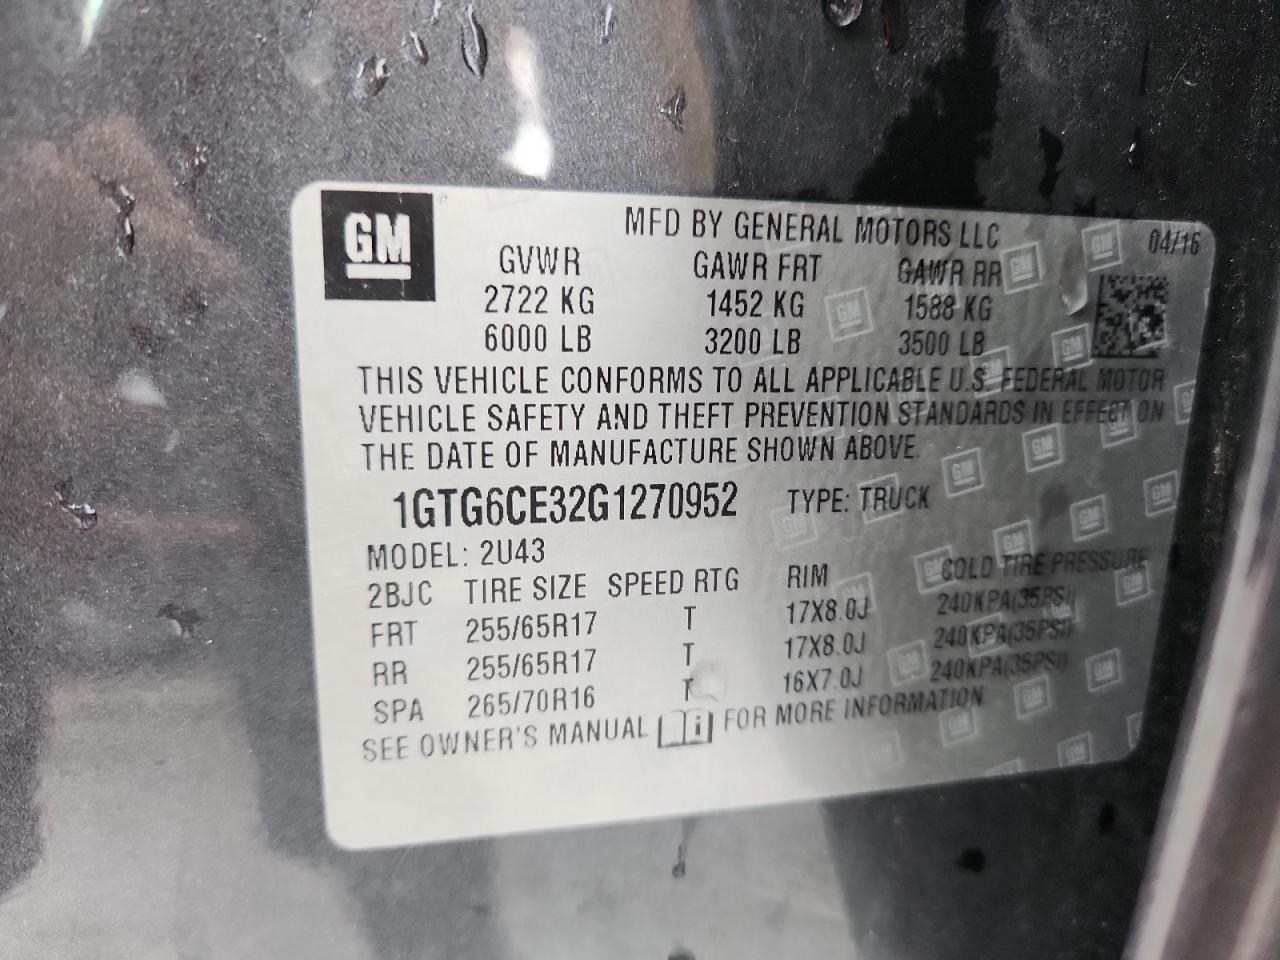 GM
MFD BY GENERAL MOTORS LLC
04/16
GVWR GAWR FRT GAWR RR
2722 KG 1452 KG 1588 KG
6000 LB 3200 LB 3500 LB
THIS VEHICLE CONFORMS TO ALL APPLICABLE U.S. FEDERAL MOTOR
VEHICLE SAFETY AND THEFT PREVENTION STANDARDS IN EFFECT ON
THE DATE OF MANUFACTURE SHOWN ABOVE.
1GTG6CE32G1270952 TYPE: TRUCK
MODEL: 2U43
2BJC TIRE SIZE SPEED RTG RIM COLD TIRE PRESSURE
FRT 255/65R17 T 17X8.0J 240KPA(35PSI)
RR 255/65R17 T 17X8.0J 240KPA(35PSI)
SPA 265/70R16 T 16X7.0J 240KPA(35PSI)
SEE OWNER'S MANUAL i FOR MORE INFORMATION